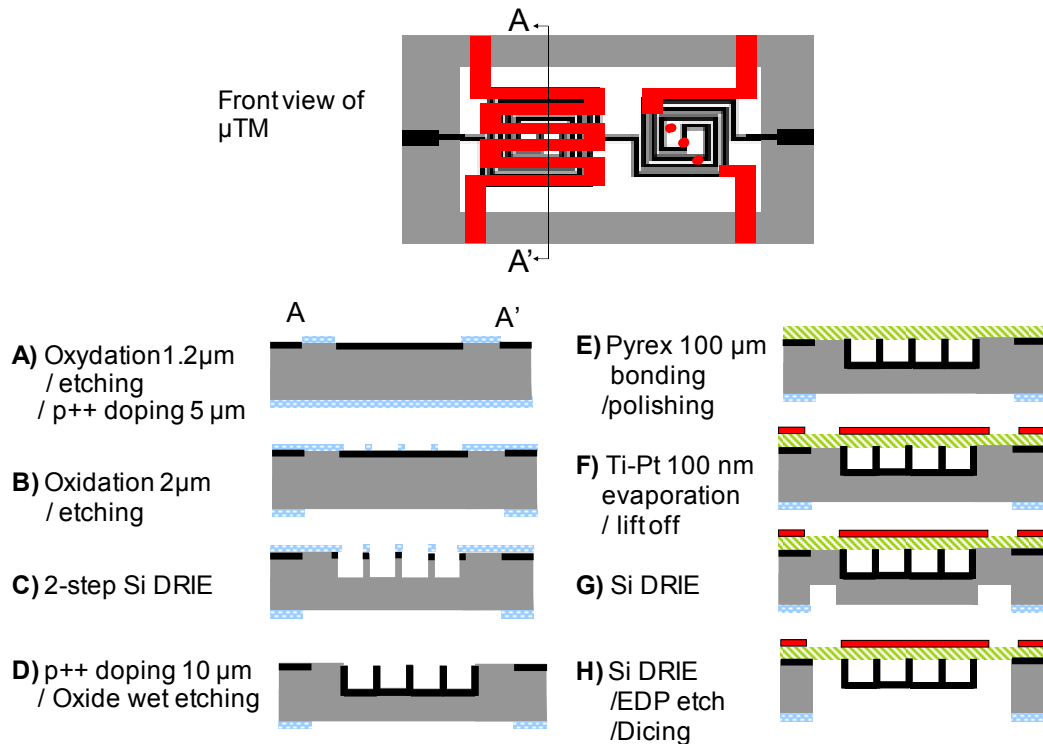 A
Front view of
µTM
A'
A
A'
A) Oxydation 1.2µm
/ etching
/ p++ doping 5 µm
B) Oxidation 2µm
/ etching
C) 2-step Si DRIE
D) p++ doping 10 µm
/ Oxide wet etching
E) Pyrex 100 µm
bonding
/polishing
F) Ti-Pt 100 nm
evaporation
/ lift off
G) Si DRIE
H) Si DRIE
/EDP etch
/Dicing